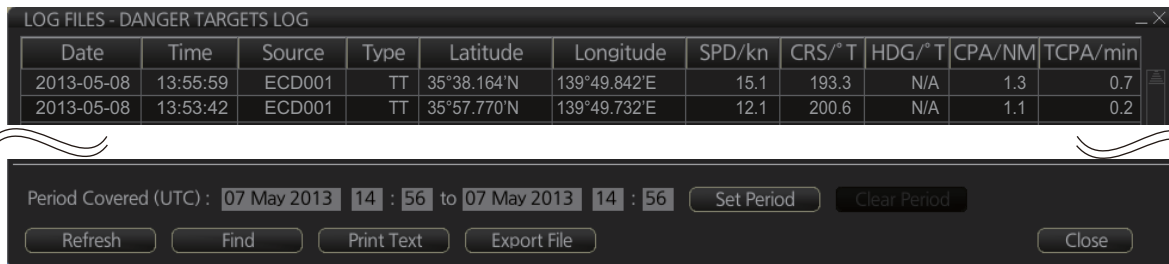 LOG FILES - DANGER TARGETS LOG
Date Time Source Type Latitude Longitude SPD/kn CRS/°T HDG/°T CPA/NM TCPA/min
2013-05-08 13:55:59 ECD001 TT 35°38.164'N 139°49.842'E 15.1 193.3 N/A 1.3 0.7
2013-05-08 13:53:42 ECD001 TT 35°57.770'N 139°49.732'E 12.1 200.6 N/A 1.1 0.2
Period Covered (UTC) : 07 May 2013 14 : 56 to 07 May 2013 14 : 56 Set Period Clear Period
Refresh Find Print Text Export File Close